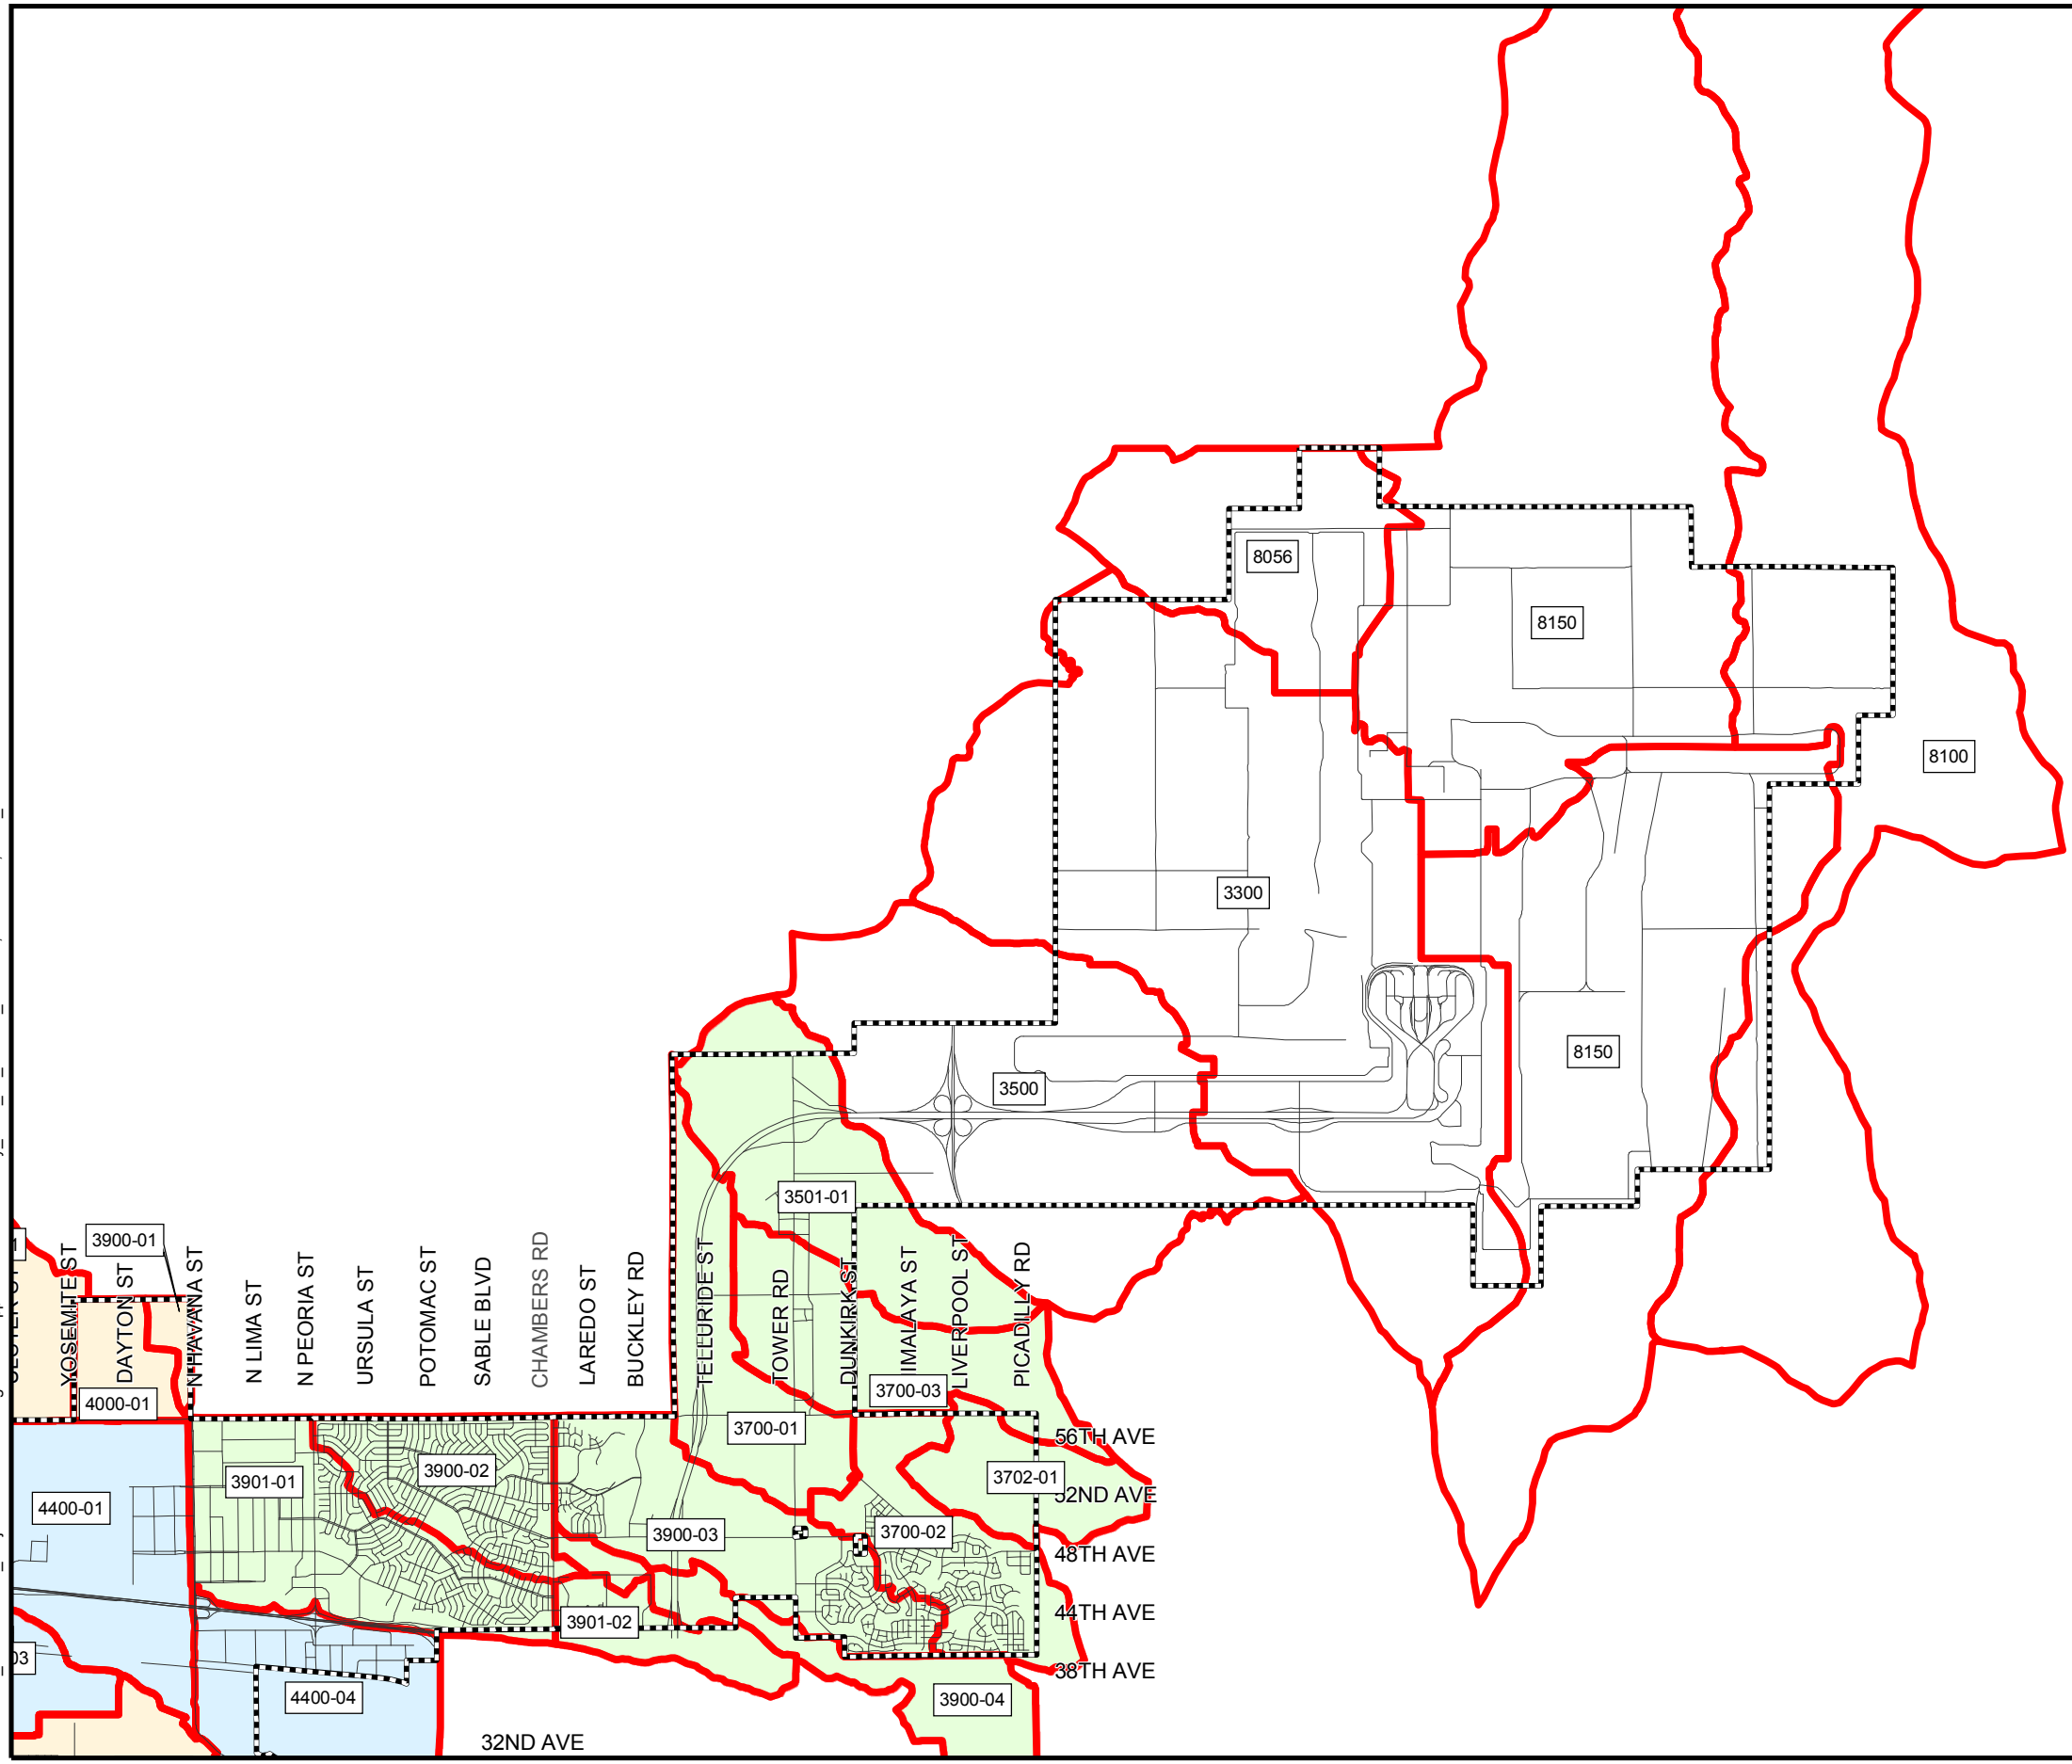 8056
8150
8100
3300
8150
3500
3501-01
3900-01
YOSEMITE ST
DAYTON ST
N HAVANA ST
N LIMA ST
N PEORIA ST
URSULA ST
POTOMAC ST
SABLE BLVD
CHAMBERS RD
LAREDO ST
BUCKLEY RD
TELLURIDE ST
TOWER RD
DUNKIRK ST
IMALAYA ST
LIVERPOOL ST
PICADILLY RD
4000-01
3700-03
3700-01
56TH AVE
3901-01
3900-02
3702-01
52ND AVE
4400-01
3900-03
3700-02
48TH AVE
3901-02
44TH AVE
03
38TH AVE
4400-04
3900-04
32ND AVE